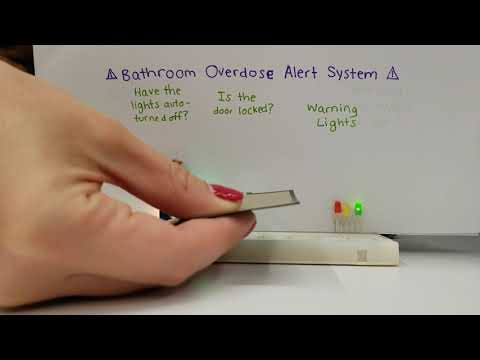 ⚠ Bathroom Overdose Alert System ⚠
Have the
lights auto-
turned off?
Is the
door locked?
Warning
Lights